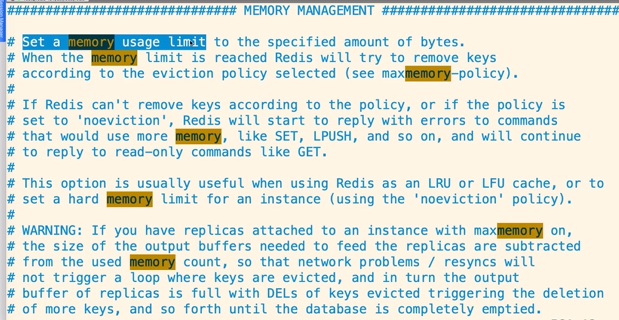 ############################# MEMORY MANAGEMENT ##############################
# Set a memory usage limit to the specified amount of bytes.
# When the memory limit is reached Redis will try to remove keys
# according to the eviction policy selected (see maxmemory-policy).
#
# If Redis can't remove keys according to the policy, or if the policy is
# set to 'noeviction', Redis will start to reply with errors to commands
# that would use more memory, like SET, LPUSH, and so on, and will continue
# to reply to read-only commands like GET.
#
# This option is usually useful when using Redis as an LRU or LFU cache, or to
# set a hard memory limit for an instance (using the 'noeviction' policy).
#
# WARNING: If you have replicas attached to an instance with maxmemory on,
# the size of the output buffers needed to feed the replicas are subtracted
# from the used memory count, so that network problems / resyncs will
# not trigger a loop where keys are evicted, and in turn the output
# buffer of replicas is full with DELs of keys evicted triggering the deletion
# of more keys, and so forth until the database is completely emptied.